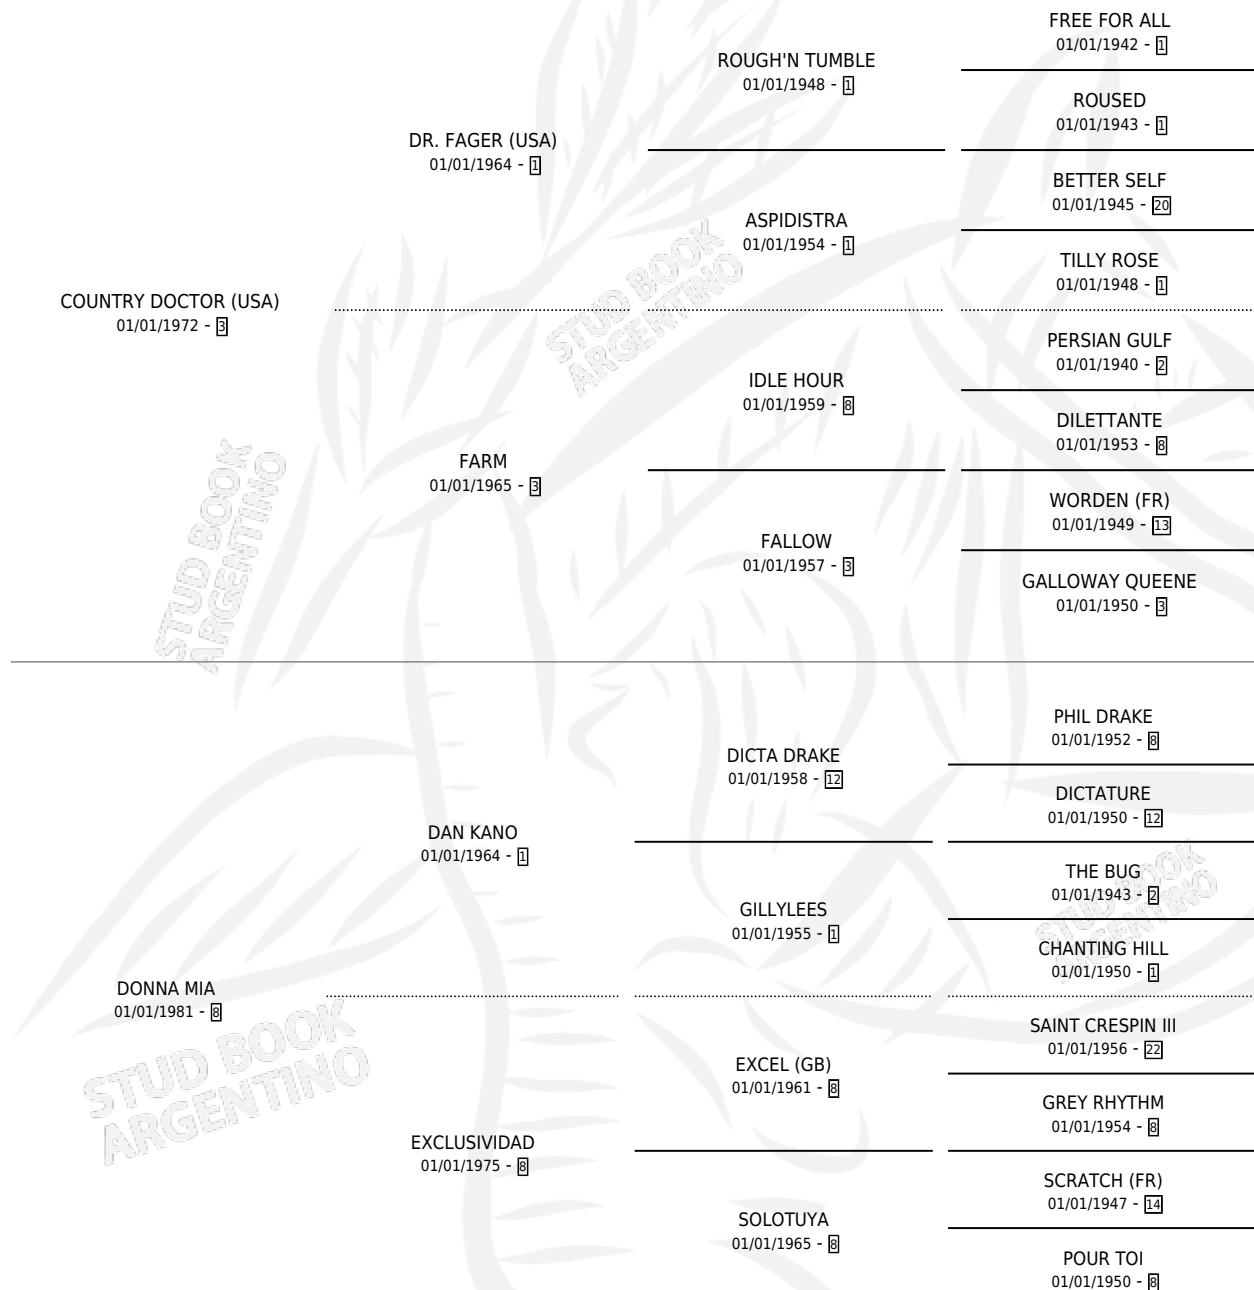 FREE FOR ALL
01/01/1942 - 1
ROUGH'N TUMBLE
01/01/1948 - 1
ROUSED
01/01/1943 - 1
DR. FAGER (USA)
01/01/1964 - 1
BETTER SELF
01/01/1945 - 20
ASPIDISTRA
01/01/1954 - 1
TILLY ROSE
01/01/1948 - 1
COUNTRY DOCTOR (USA)
01/01/1972 - 3
PERSIAN GULF
01/01/1940 - 2
IDLE HOUR
01/01/1959 - 8
DILETTANTE
01/01/1953 - 8
FARM
01/01/1965 - 3
WORDEN (FR)
01/01/1949 - 13
FALLOW
01/01/1957 - 3
GALLOWAY QUEENE
01/01/1950 - 3
PHIL DRAKE
01/01/1952 - 8
DICTA DRAKE
01/01/1958 - 12
DICTATURE
01/01/1950 - 12
DAN KANO
01/01/1964 - 1
THE BUG
01/01/1943 - 2
GILLYLEES
01/01/1955 - 1
CHANTING HILL
01/01/1950 - 1
DONNA MIA
01/01/1981 - 8
SAINT CRESPIN III
01/01/1956 - 22
EXCEL (GB)
01/01/1961 - 8
GREY RHYTHM
01/01/1954 - 8
EXCLUSIVIDAD
01/01/1975 - 8
SCRATCH (FR)
01/01/1947 - 14
SOLOTUYA
01/01/1965 - 8
POUR TOI
01/01/1950 - 8
STUD BOOK
ARGENTINO
STUD BOOK
ARGENTINO
STUD BOOK
ARGENTINO
STUD BOOK
ARGENTINO